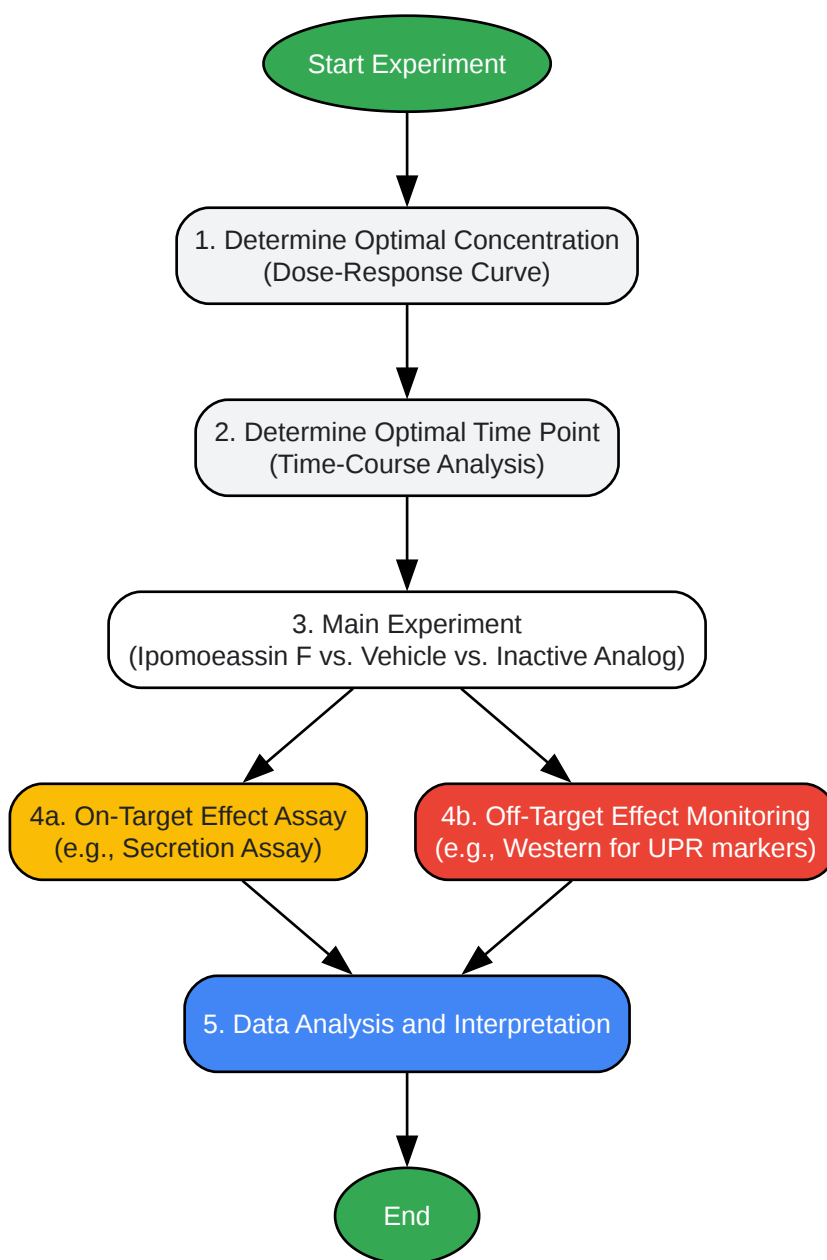 Start Experiment
1. Determine Optimal Concentration
(Dose-Response Curve)
2. Determine Optimal Time Point
(Time-Course Analysis)
3. Main Experiment
(Ipomoeassin F vs. Vehicle vs. Inactive Analog)
4a. On-Target Effect Assay
(e.g., Secretion Assay)
4b. Off-Target Effect Monitoring
(e.g., Western for UPR markers)
5. Data Analysis and Interpretation
End